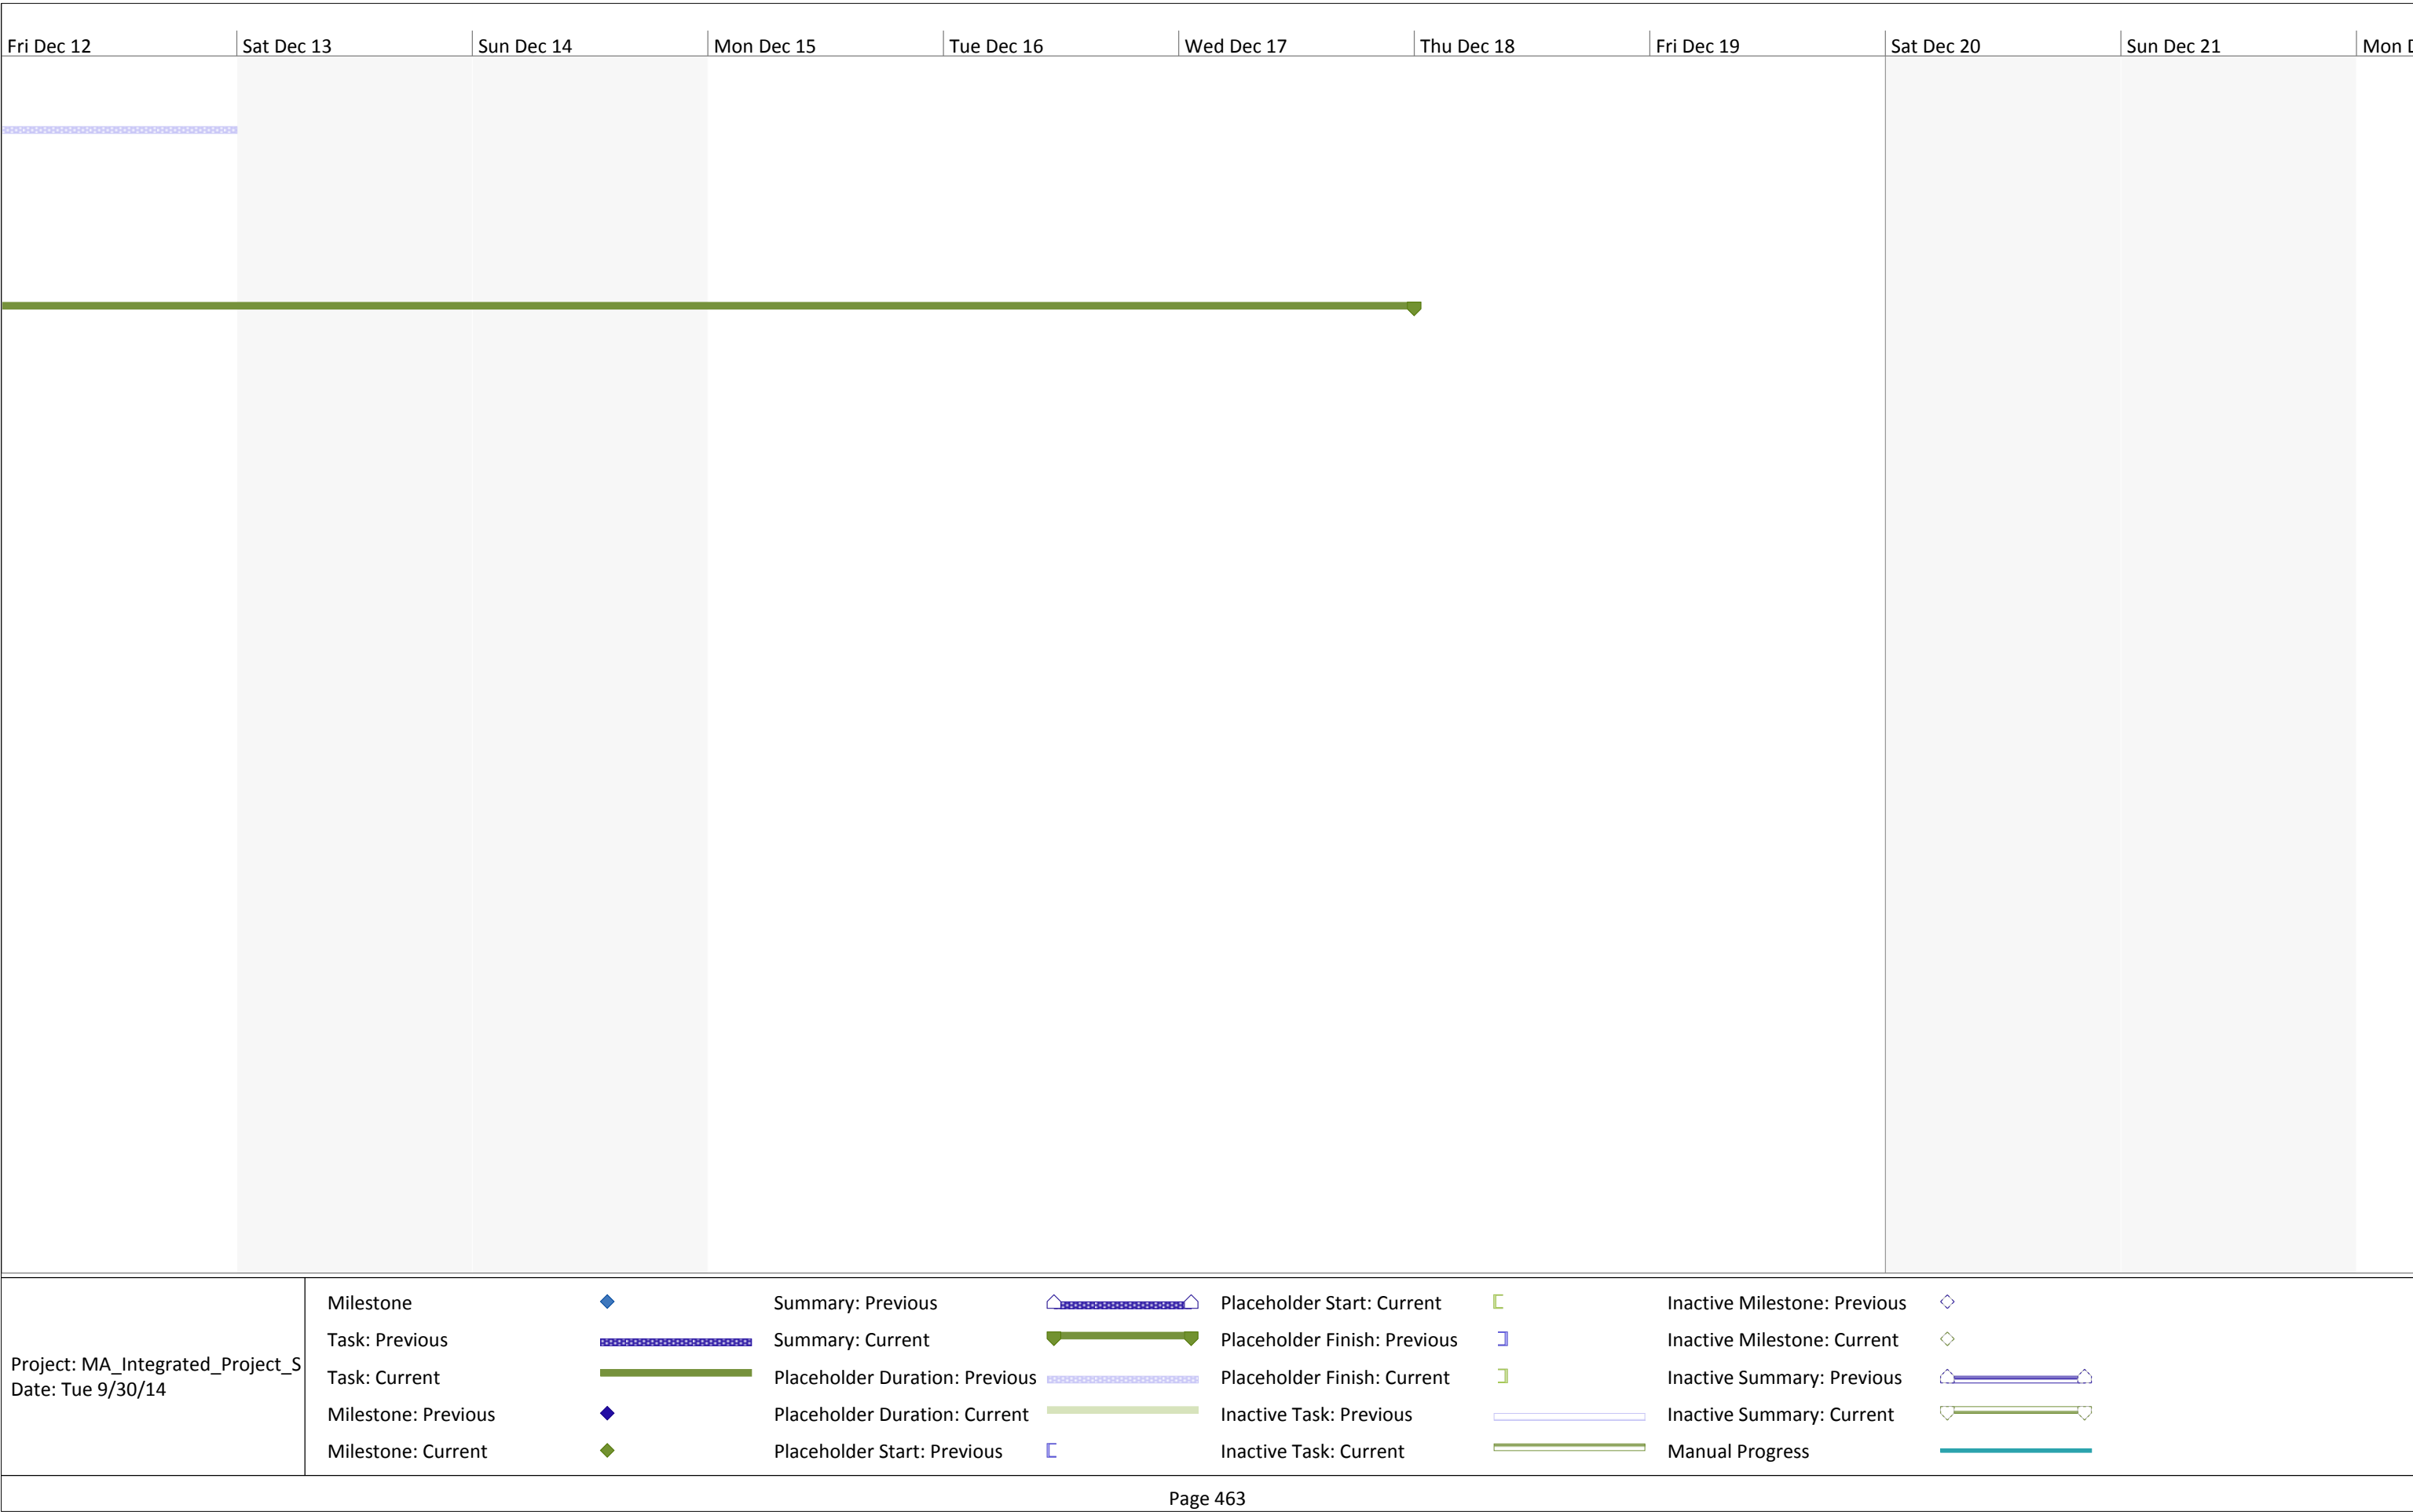 Fri Dec 12 Sat Dec 13 Sun Dec 14 Mon Dec 15 Tue Dec 16 Wed Dec 17 Thu Dec 18 Fri Dec 19 Sat Dec 20 Sun Dec 21 Mon D
Project: MA_Integrated_Project_S
Date: Tue 9/30/14
Milestone
Task: Previous
Task: Current
Milestone: Previous
Milestone: Current
Summary: Previous
Summary: Current
Placeholder Duration: Previous
Placeholder Duration: Current
Placeholder Start: Previous
Placeholder Start: Current
Placeholder Finish: Previous
Placeholder Finish: Current
Inactive Task: Previous
Inactive Task: Current
Inactive Milestone: Previous
Inactive Milestone: Current
Inactive Summary: Previous
Inactive Summary: Current
Manual Progress
Page 463